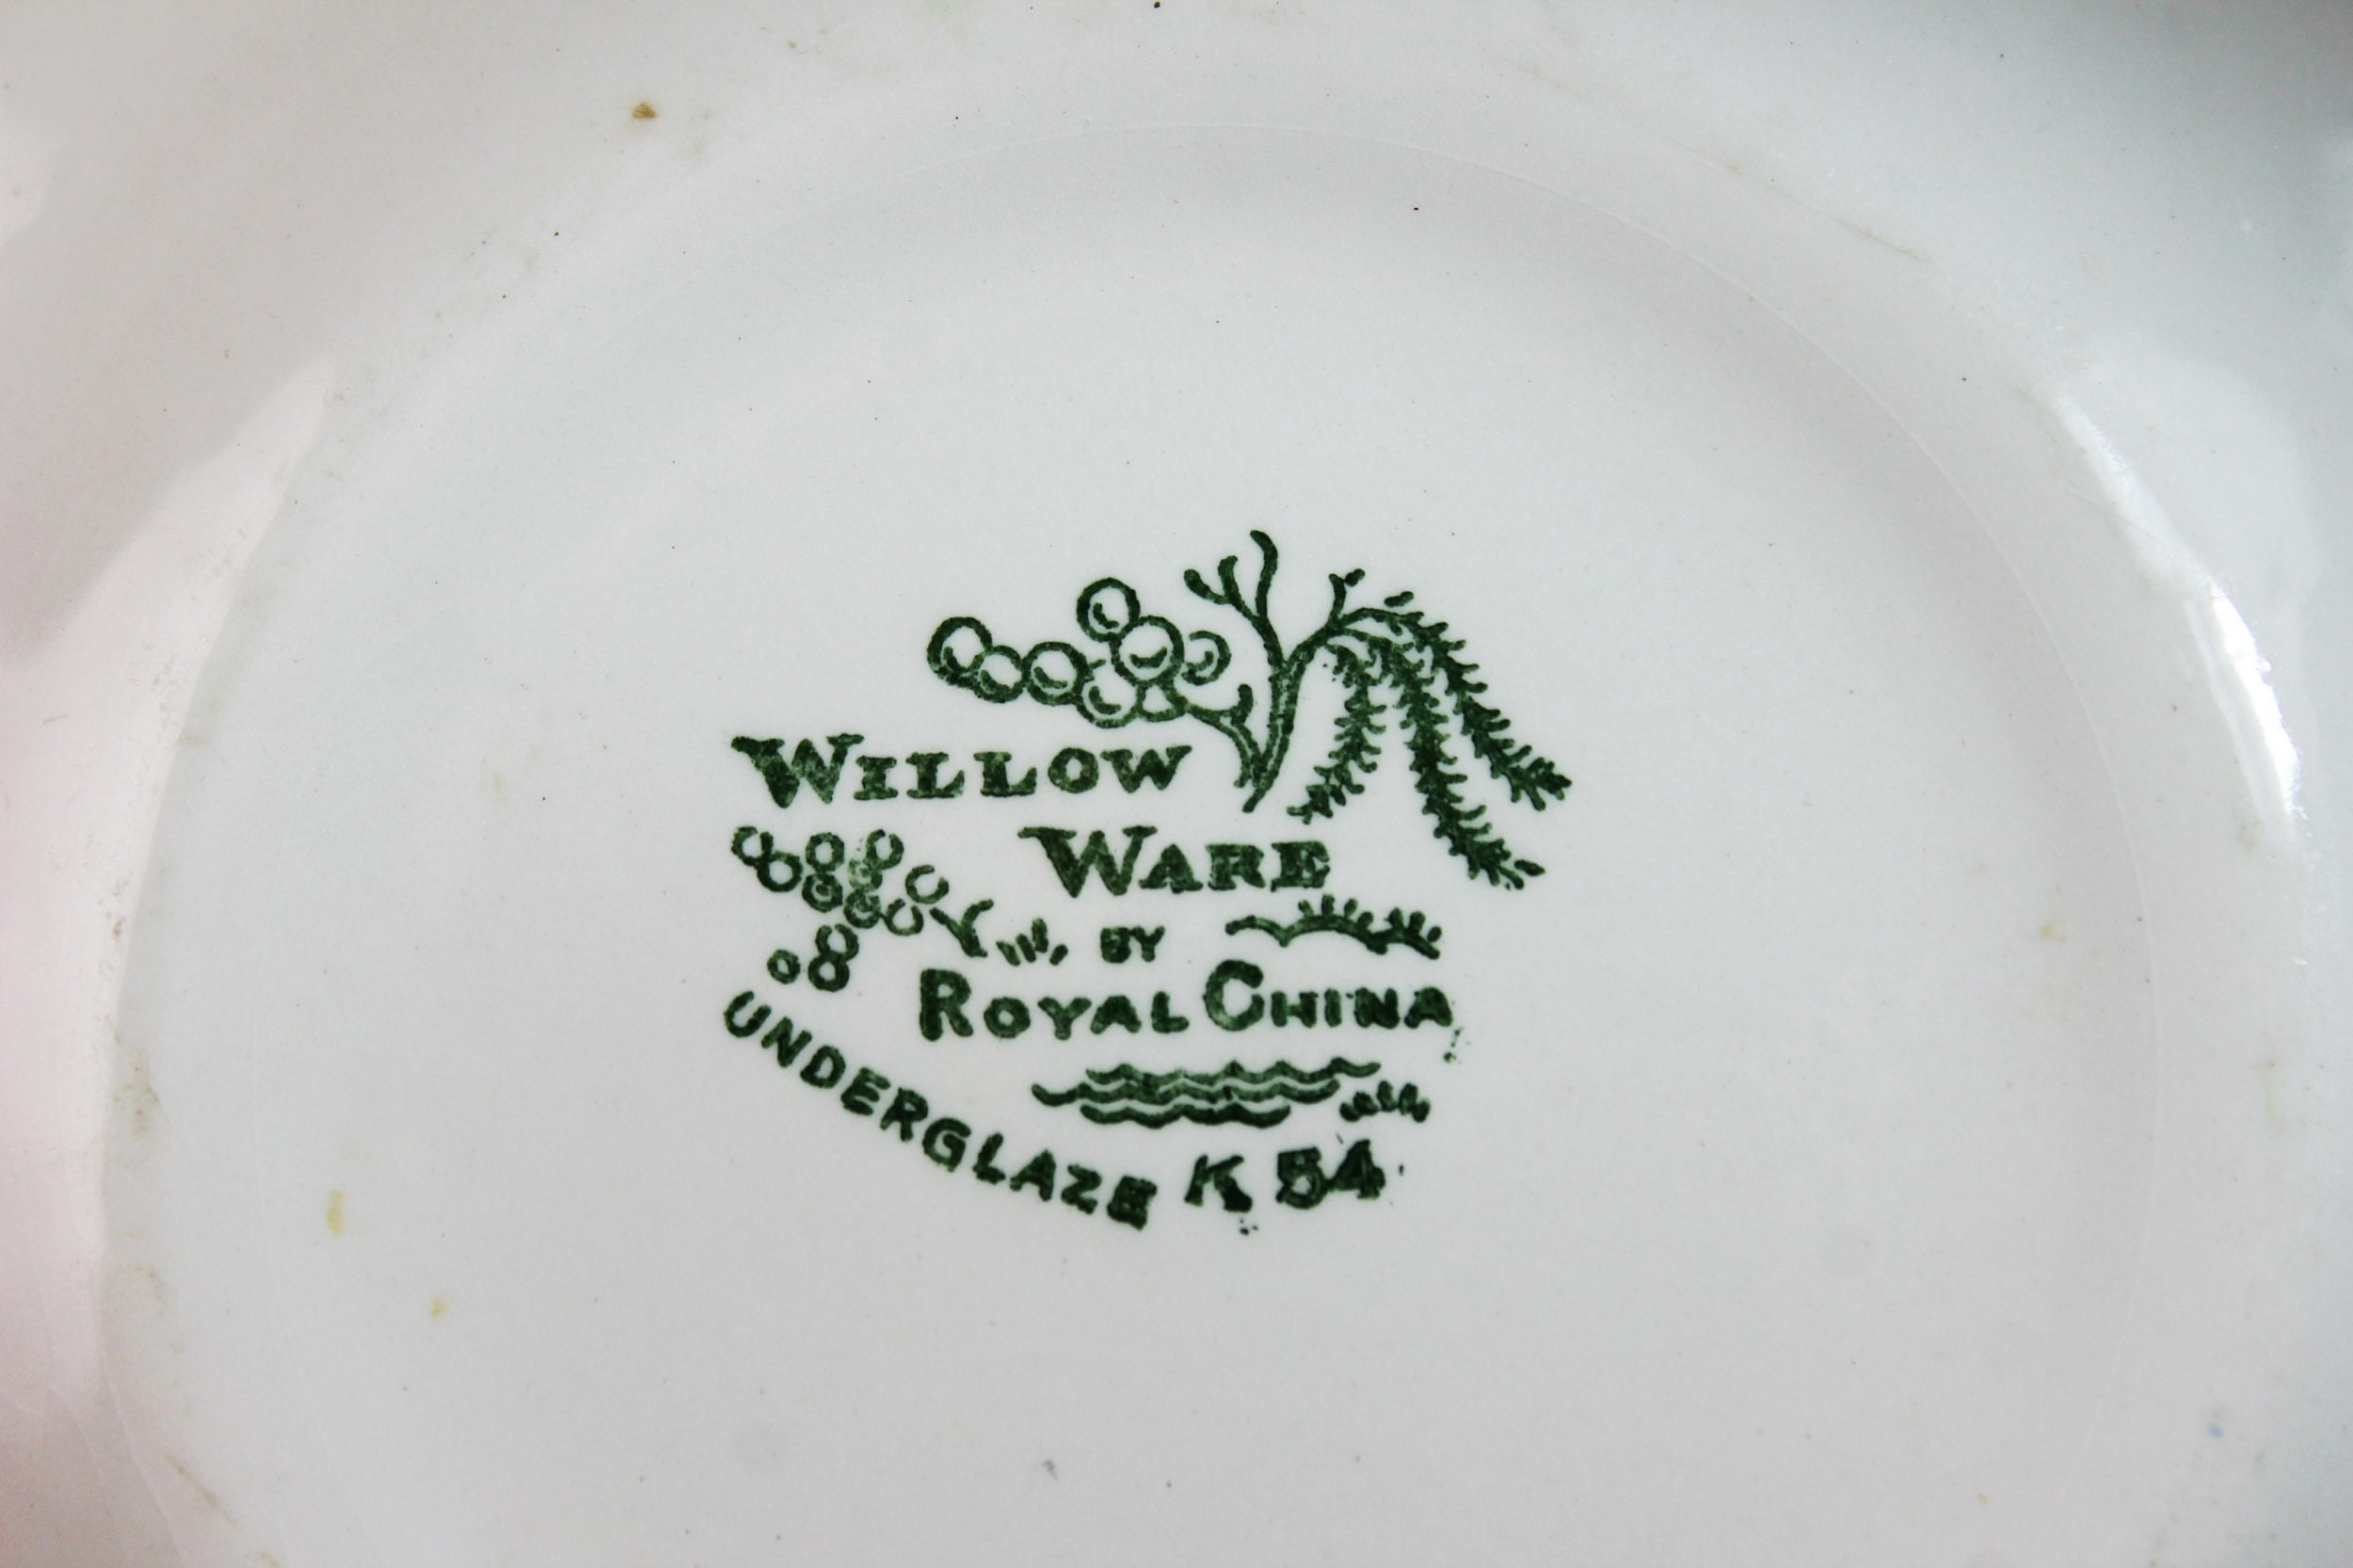 WILLOW
WARE
BY
ROYAL CHINA
UNDERGLAZE K 54